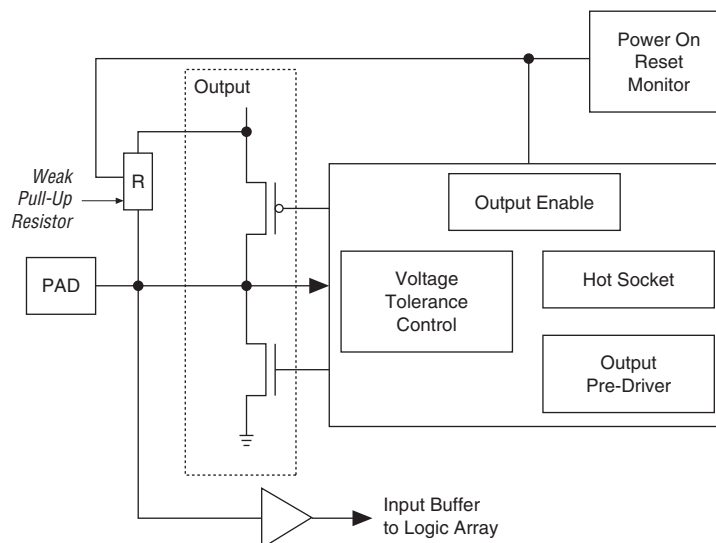 Power On
Reset
Monitor
Output
Weak
Pull-Up
Resistor
R
Output Enable
PAD
Voltage
Tolerance
Control
Hot Socket
Output
Pre-Driver
Input Buffer
to Logic Array